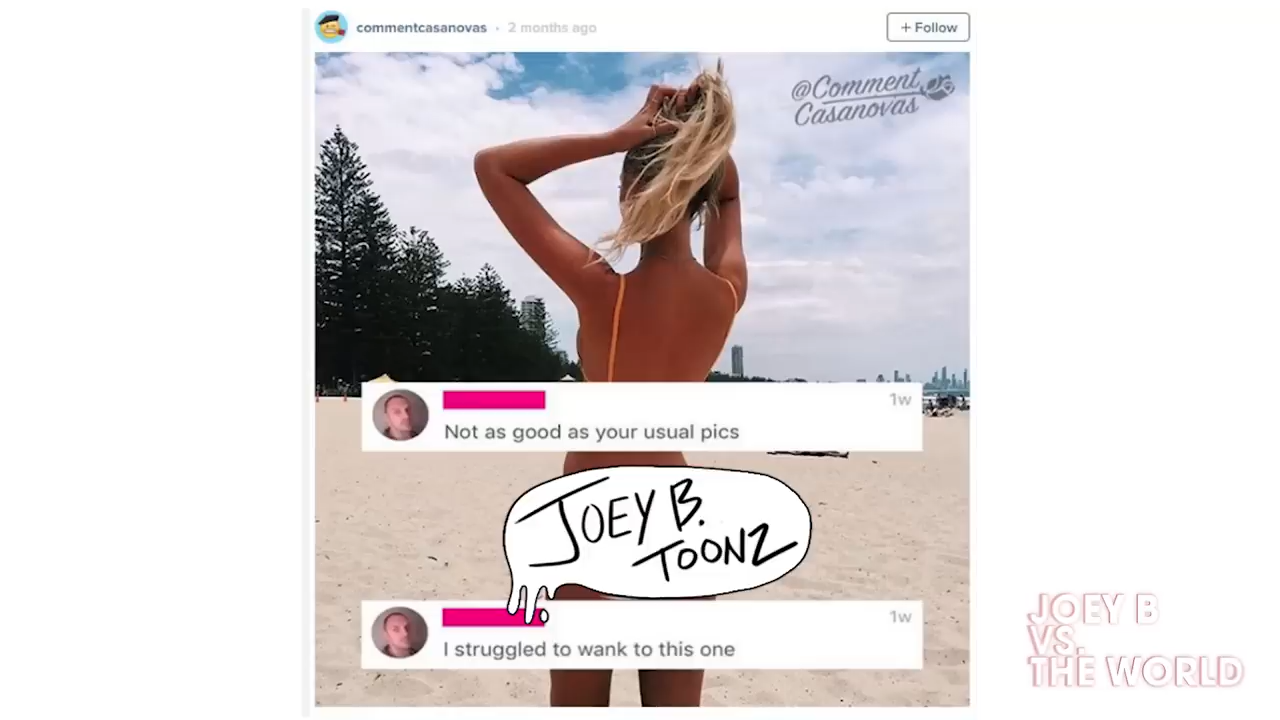 commentcasanovas • 2 months ago
+ Follow
@Comment
Casanovas
1w
Not as good as your usual pics
JOEY B.
TOONZ
1w
I struggled to wank to this one
JOEY B
VS.
THE WORLD